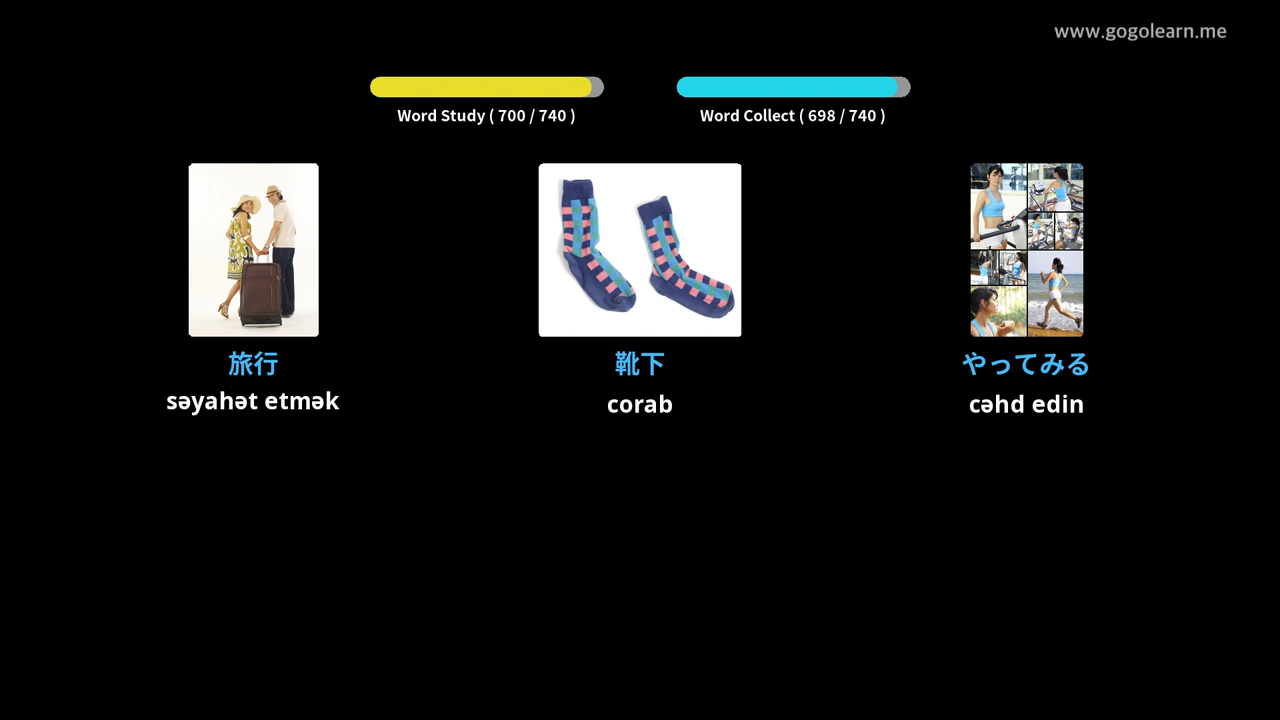 www.gogolearn.me
Word Study ( 700 / 740 )
Word Collect ( 698 / 740 )
旅行
səyahət etmək
靴下
corab
やってみる
cəhd edin